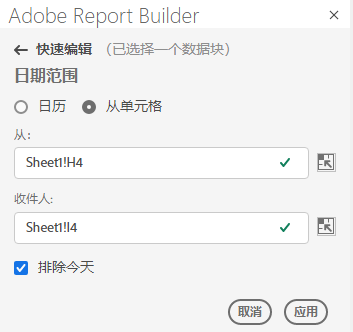 Adobe Report Builder
快速编辑 （已选择一个数据块）
日期范围
日历 从单元格
从：
Sheet1!H4
收件人:
Sheet1!I4
排除今天
取消 应用